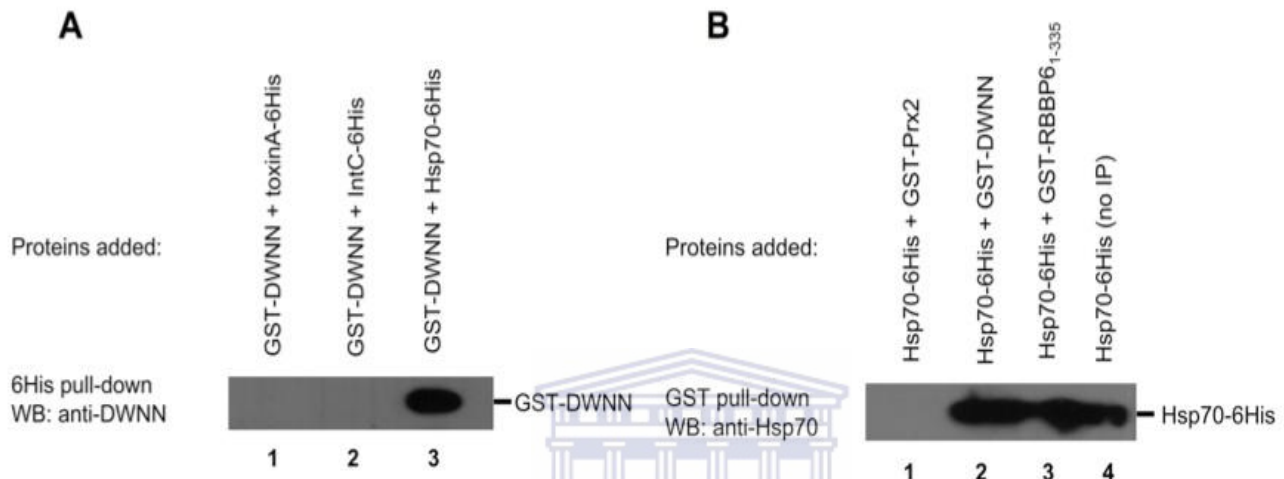 A
GST-DWNN + toxinA-6His
GST-DWNN + IntC-6His
GST-DWNN + Hsp70-6His
Proteins added:
6His pull-down
WB: anti-DWNN
GST-DWNN
1 2 3
B
Hsp70-6His + GST-Prx2
Hsp70-6His + GST-DWNN
Hsp70-6His + GST-RBBP6₁₋₃₃₅
Hsp70-6His (no IP)
Proteins added:
GST pull-down
WB: anti-Hsp70
Hsp70-6His
1 2 3 4